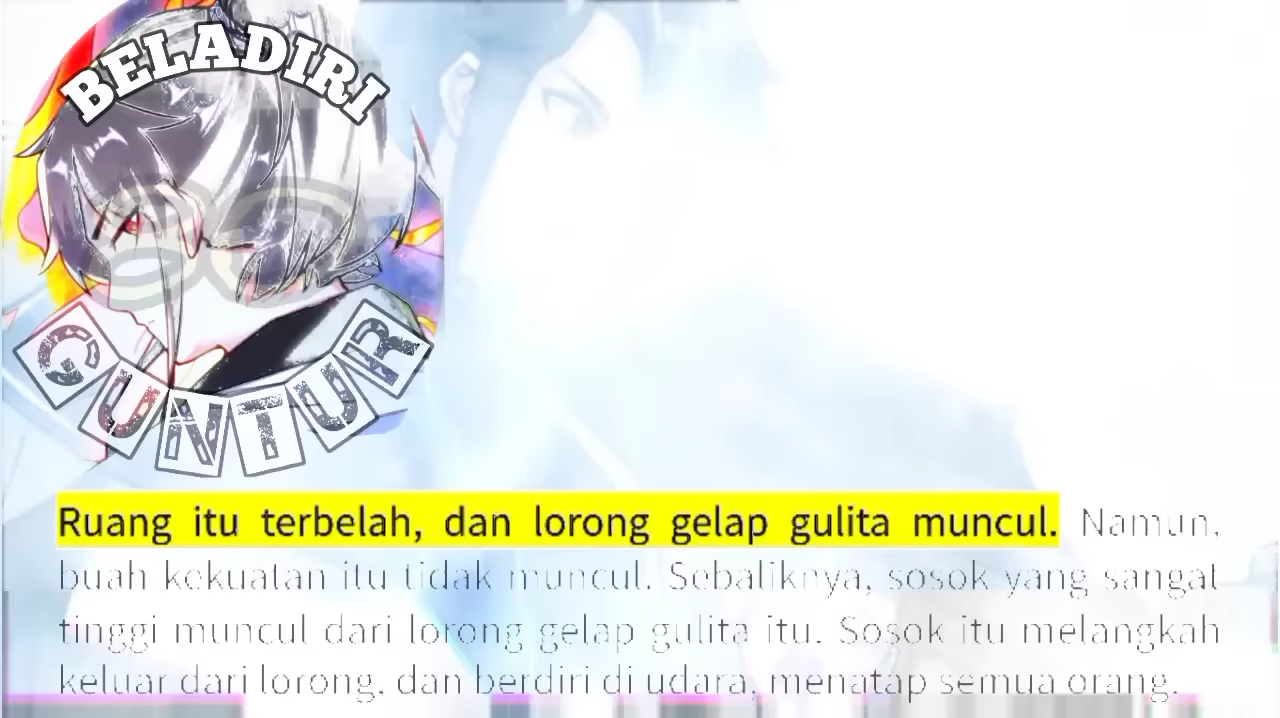 BELADIRI
GUNTUR
Ruang itu terbelah, dan lorong gelap gulita muncul. Namun,
buah kekuatan itu tidak muncul. Sebaliknya, sosok yang sangat
tinggi muncul dari lorong gelap gulita itu. Sosok itu melangkah
keluar dari lorong, dan berdiri di udara, menatap semua orang.